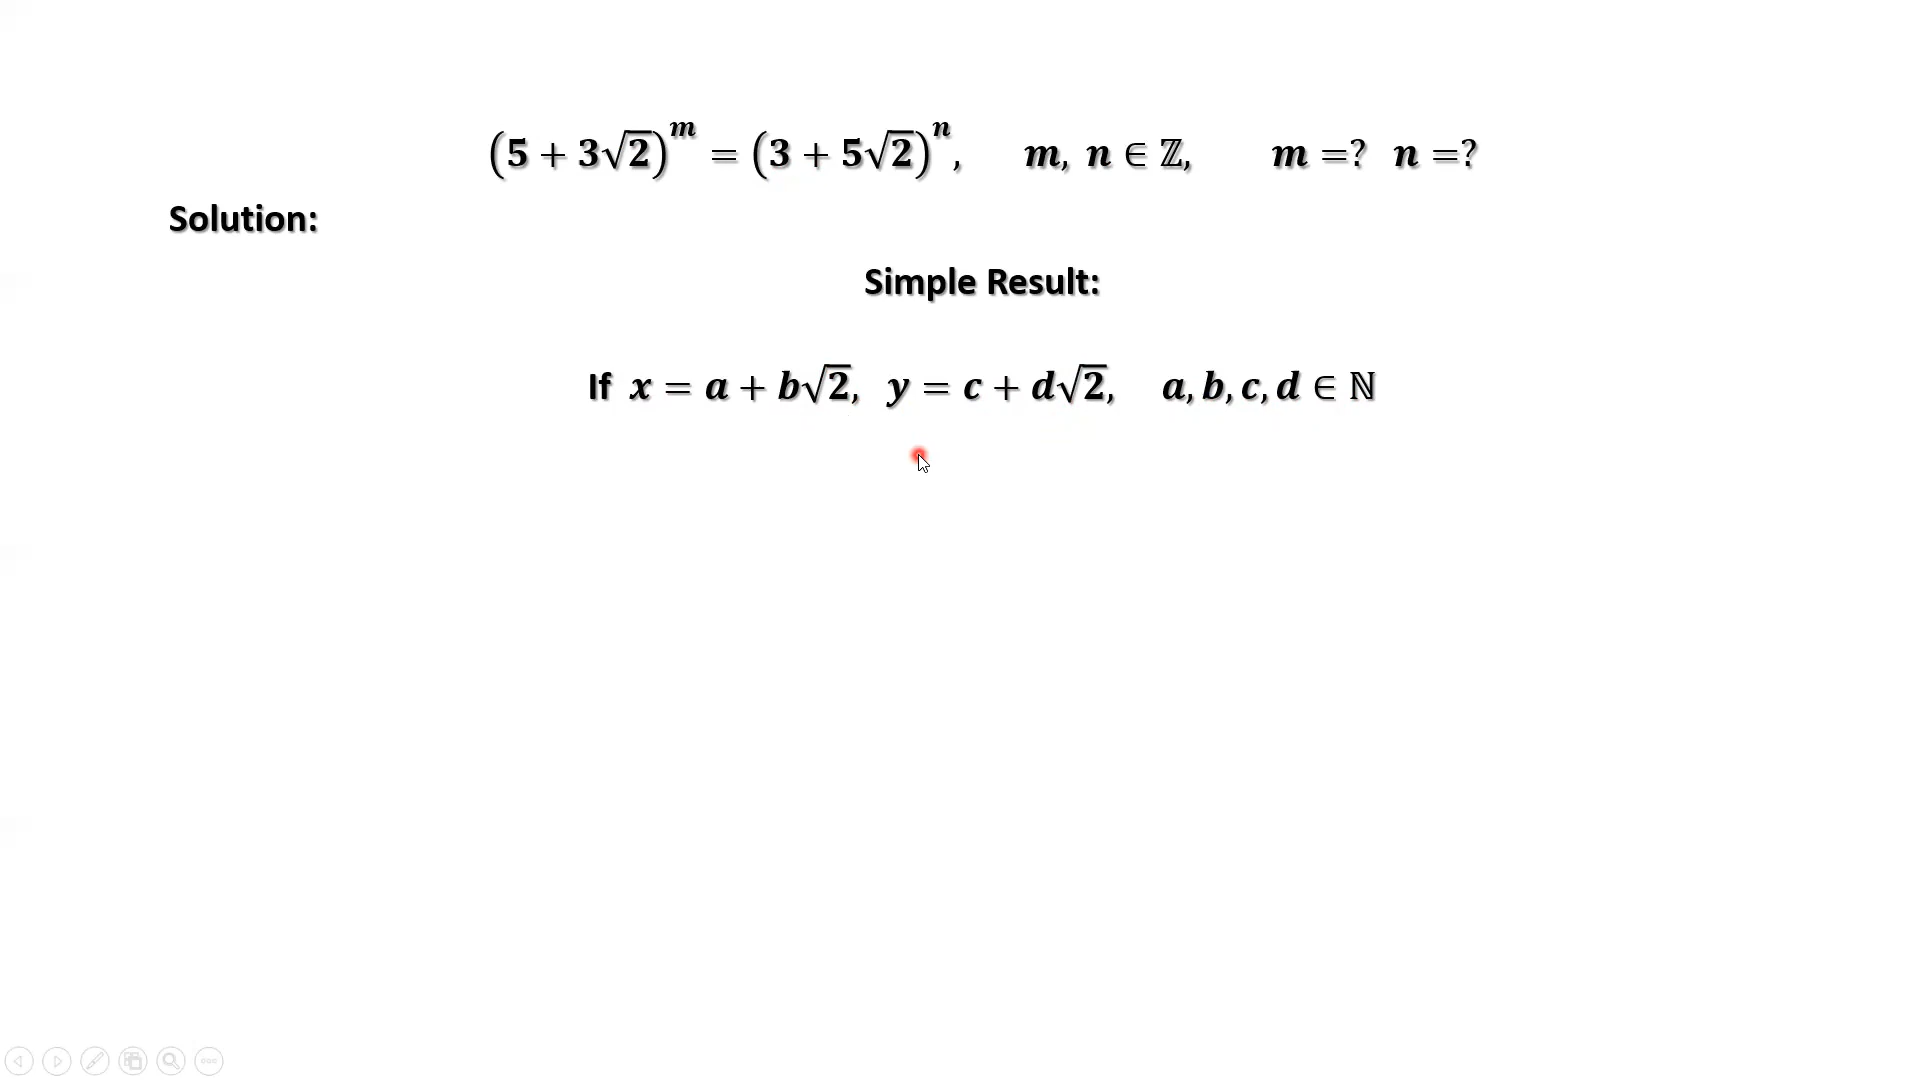 (5 + 3√2)^m = (3 + 5√2)^n, m, n ∈ ℤ, m =? n =?
Solution:
Simple Result:
If x = a + b√2, y = c + d√2, a, b, c, d ∈ ℕ